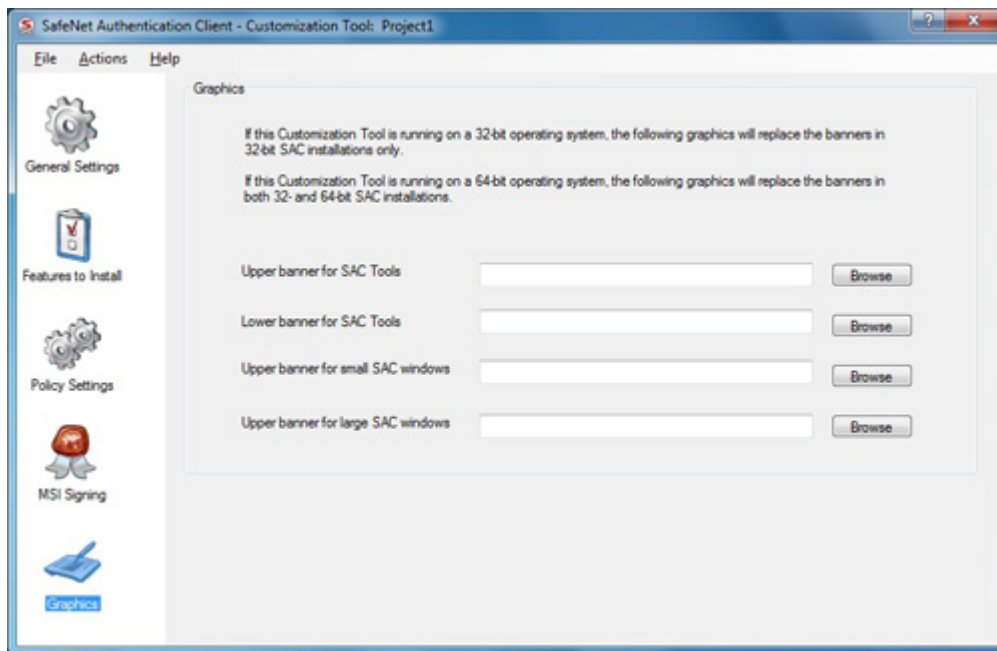 SafeNet Authentication Client - Customization Tool: Project1
File Actions Help
General Settings
Features to Install
Policy Settings
MSI Signing
Graphics
Graphics
If this Customization Tool is running on a 32-bit operating system, the following graphics will replace the banners in
32-bit SAC installations only.
If this Customization Tool is running on a 64-bit operating system, the following graphics will replace the banners in
both 32- and 64-bit SAC installations.
Upper banner for SAC Tools Browse
Lower banner for SAC Tools Browse
Upper banner for small SAC windows Browse
Upper banner for large SAC windows Browse